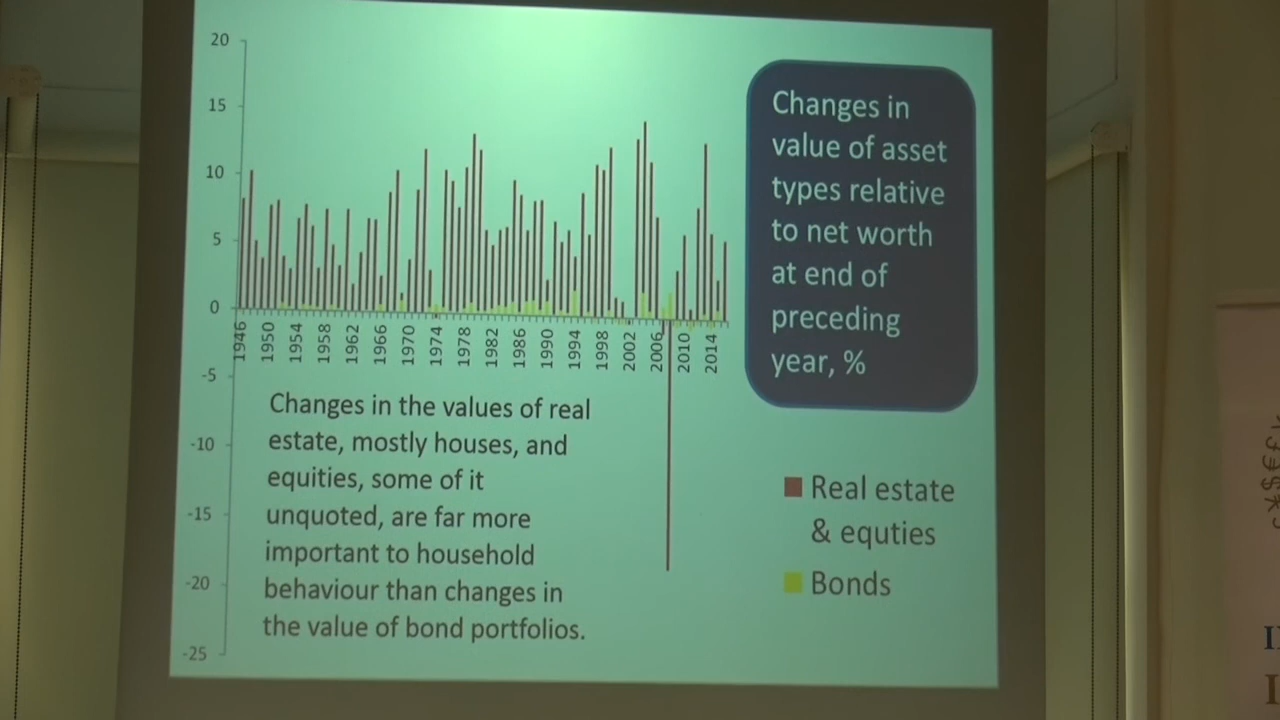 20
15
10
5
0
-5
-10
-15
-20
-25
1946
1950
1954
1958
1962
1966
1970
1974
1978
1982
1986
1990
1994
1998
2002
2006
2010
2014
Changes in the values of real
estate, mostly houses, and
equities, some of it
unquoted, are far more
important to household
behaviour than changes in
the value of bond portfolios.
Changes in
value of asset
types relative
to net worth
at end of
preceding
year, %
Real estate
& equties
Bonds